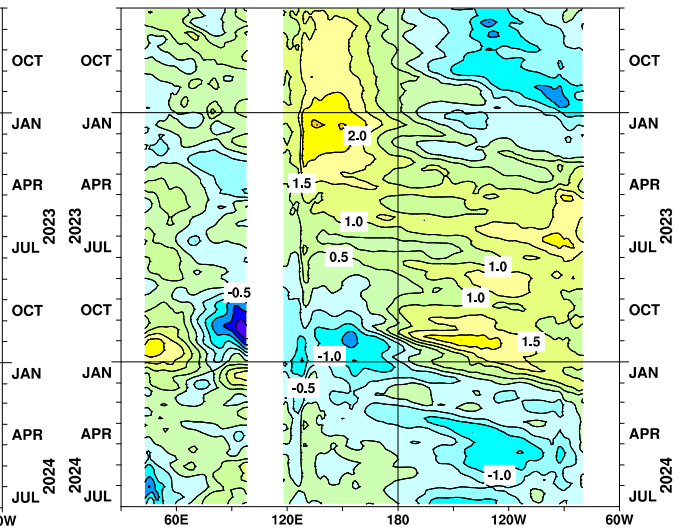 OCT OCT OCT
JAN JAN JAN
2.0
APR APR 1.5 APR
2023 2023 1.0 2023
JUL JUL 0.5 JUL
1.0
-0.5 1.0
OCT OCT OCT
1.5
-1.0
JAN JAN JAN
-0.5
APR APR APR
2024 2024 -1.0 2024
JUL JUL JUL
0W 60E 120E 180 120W 60W